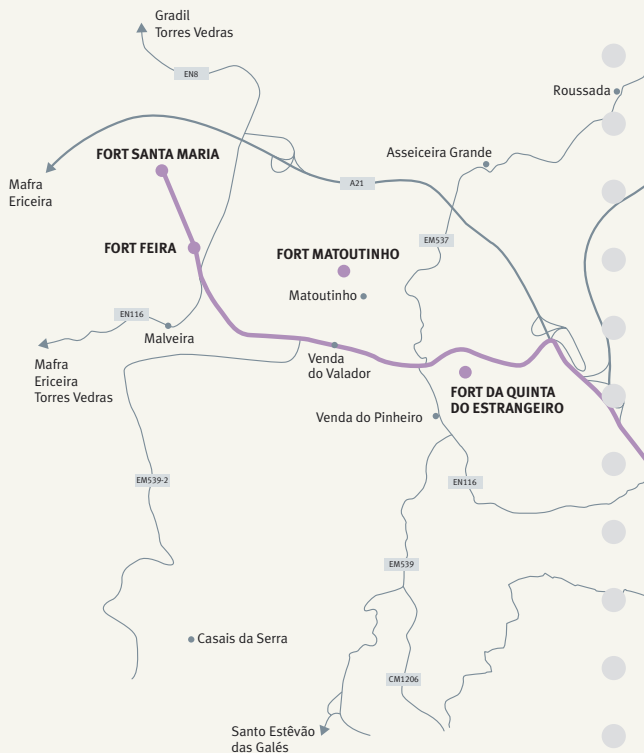 Gradil
Torres Vedras
EN8
Roussada
FORT SANTA MARIA
Asseiceira Grande
Mafra
Ericeira
A21
FORT FEIRA
EM537
FORT MATOUTINHO
Matoutinho
EN116
Malveira
Mafra
Ericeira
Torres Vedras
Venda
do Valador
FORT DA QUINTA
DO ESTRANGEIRO
Venda do Pinheiro
EM539-2
EN116
EM539
Casais da Serra
CM1206
Santo Estêvão
das Galés